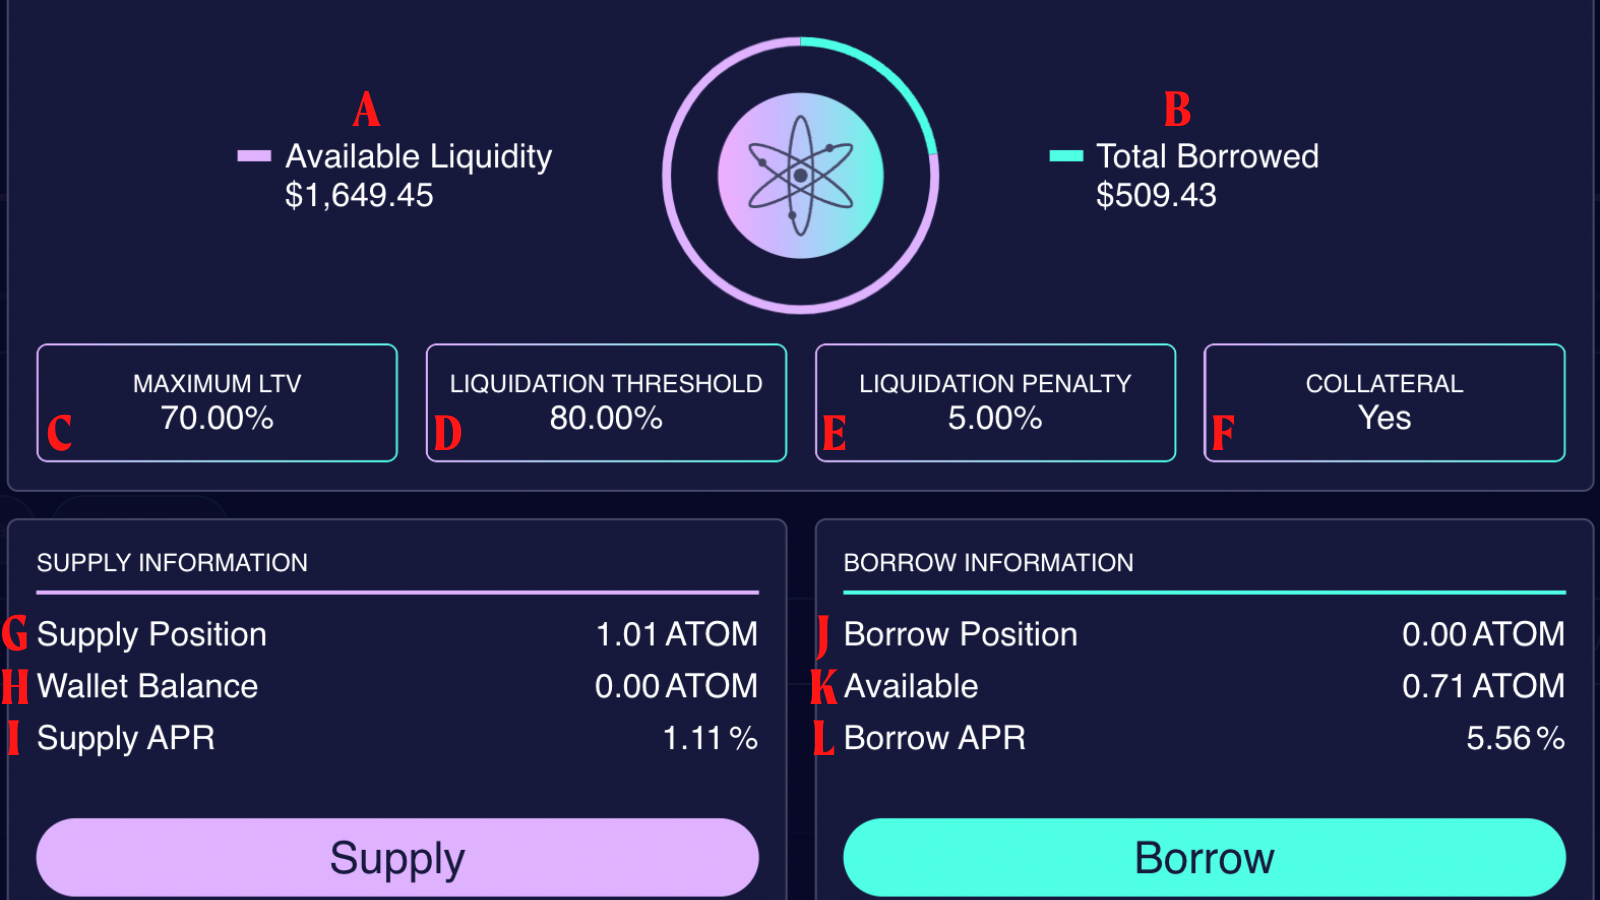 A
Available Liquidity
$1,649.45
B
Total Borrowed
$509.43
MAXIMUM LTV
70.00%
C
LIQUIDATION THRESHOLD
80.00%
D
LIQUIDATION PENALTY
5.00%
E
COLLATERAL
Yes
F
SUPPLY INFORMATION
G Supply Position 1.01 ATOM
H Wallet Balance 0.00 ATOM
I Supply APR 1.11 %
Supply
BORROW INFORMATION
J Borrow Position 0.00 ATOM
K Available 0.71 ATOM
L Borrow APR 5.56 %
Borrow